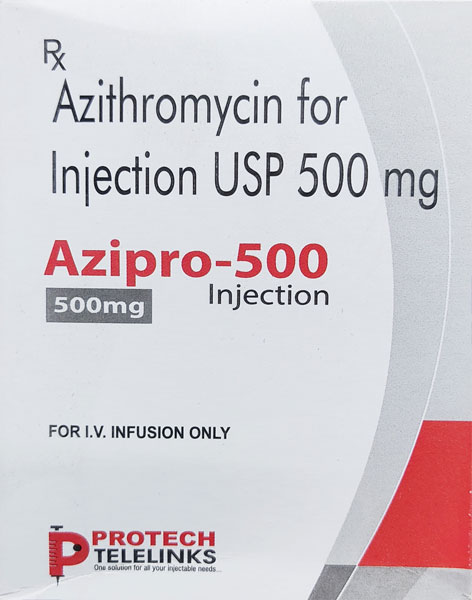 Rx
Azithromycin for
Injection USP 500 mg
Azipro-500
500mg Injection
FOR I.V. INFUSION ONLY
PROTECH
TELELINKS
One solution for all your injectable needs...